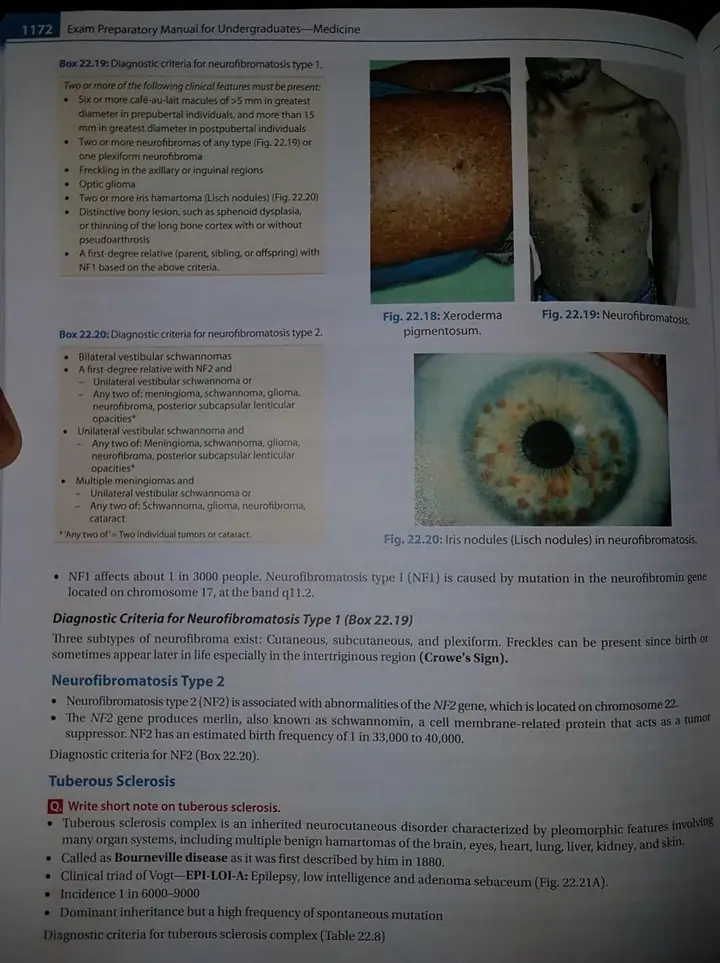 1172 Exam Preparatory Manual for Undergraduates—Medicine
Box 22.19: Diagnostic criteria for neurofibromatosis type 1.
Two or more of the following clinical features must be present:
• Six or more café-au-lait macules of >5 mm in greatest
diameter in prepubertal individuals, and more than 15
mm in greatest diameter in postpubertal individuals
• Two or more neurofibromas of any type (Fig. 22.19) or
one plexiform neurofibroma
• Freckling in the axillary or inguinal regions
• Optic glioma
• Two or more iris hamartoma (Lisch nodules) (Fig. 22.20)
• Distinctive bony lesion, such as sphenoid dysplasia,
or thinning of the long bone cortex with or without
pseudoarthrosis
• A first-degree relative (parent, sibling, or offspring) with
NF1 based on the above criteria.
Fig. 22.18: Xeroderma
pigmentosum.
Fig. 22.19: Neurofibromatosis.
Box 22.20: Diagnostic criteria for neurofibromatosis type 2.
• Bilateral vestibular schwannomas
• A first-degree relative with NF2 and
– Unilateral vestibular schwannoma or
– Any two of: meningioma, schwannoma, glioma,
neurofibroma, posterior subcapsular lenticular
opacities*
• Unilateral vestibular schwannoma and
– Any two of: Meningioma, schwannoma, glioma,
neurofibroma, posterior subcapsular lenticular
opacities*
• Multiple meningiomas and
– Unilateral vestibular schwannoma or
– Any two of: Schwannoma, glioma, neurofibroma,
cataract
*'Any two of' = Two individual tumors or cataract.
Fig. 22.20: Iris nodules (Lisch nodules) in neurofibromatosis.
• NF1 affects about 1 in 3000 people. Neurofibromatosis type I (NF1) is caused by mutation in the neurofibromin gene
located on chromosome 17, at the band q11.2.
Diagnostic Criteria for Neurofibromatosis Type 1 (Box 22.19)
Three subtypes of neurofibroma exist: Cutaneous, subcutaneous, and plexiform. Freckles can be present since birth or
sometimes appear later in life especially in the intertriginous region (Crowe's Sign).
Neurofibromatosis Type 2
• Neurofibromatosis type 2 (NF2) is associated with abnormalities of the NF2 gene, which is located on chromosome 22.
• The NF2 gene produces merlin, also known as schwannomin, a cell membrane-related protein that acts as a tumor
suppressor. NF2 has an estimated birth frequency of 1 in 33,000 to 40,000.
Diagnostic criteria for NF2 (Box 22.20).
Tuberous Sclerosis
Q. Write short note on tuberous sclerosis.
• Tuberous sclerosis complex is an inherited neurocutaneous disorder characterized by pleomorphic features involving
many organ systems, including multiple benign hamartomas of the brain, eyes, heart, lung, liver, kidney, and skin.
• Called as Bourneville disease as it was first described by him in 1880.
• Clinical triad of Vogt—EPI-LOI-A: Epilepsy, low intelligence and adenoma sebaceum (Fig. 22.21A).
• Incidence 1 in 6000–9000
• Dominant inheritance but a high frequency of spontaneous mutation
Diagnostic criteria for tuberous sclerosis complex (Table 22.8)